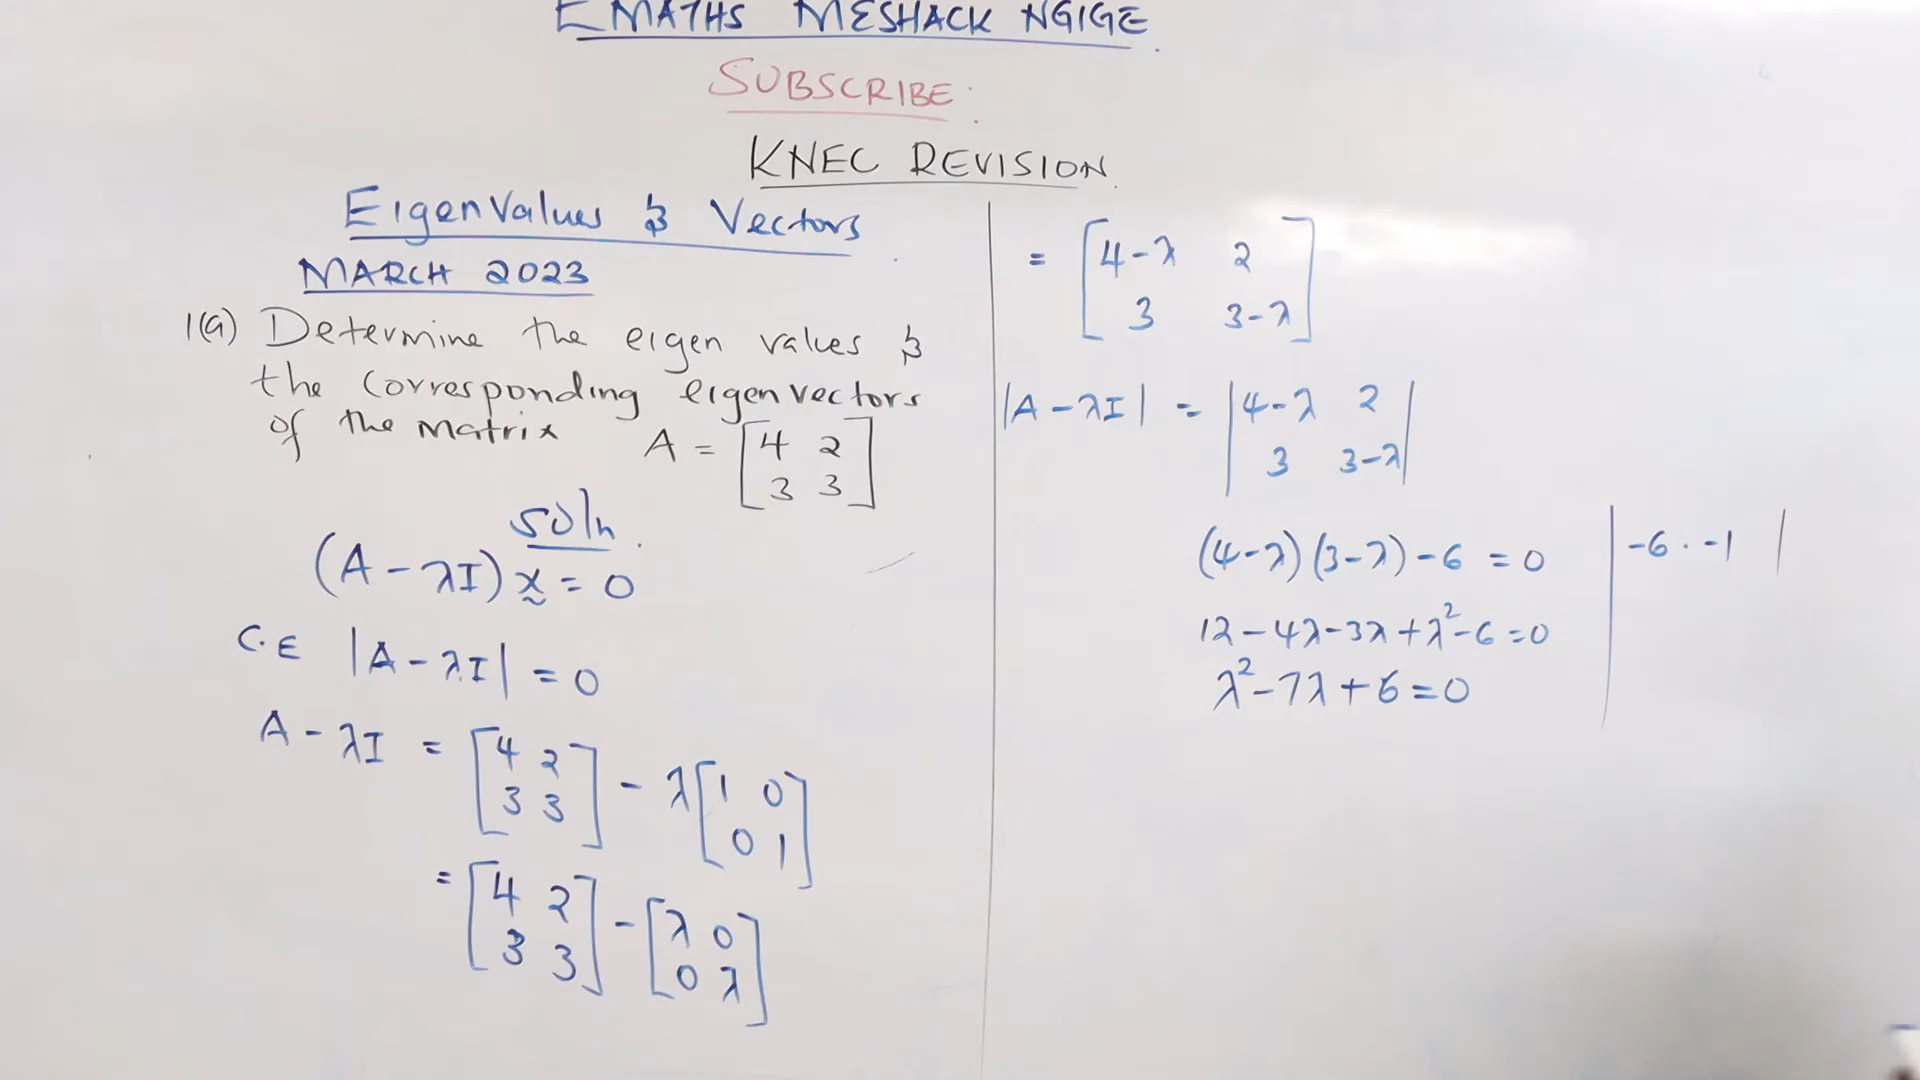 EMATHS MESHACK NGIGE
SUBSCRIBE:
KNEC REVISION
EigenValues & Vectors
MARCH 2023
1(a) Determine the eigen values &
the Corresponding eigenvectors
of the matrix A = [4 2
3 3]
soln
(A - λI) x = 0
C.E |A - λI| = 0
A - λI = [4 2
3 3] - λ[1 0
0 1]
= [4 2
3 3] - [λ 0
0 λ]
= [4-λ 2
3 3-λ]
|A - λI| = |4-λ 2
3 3-λ|
(4-λ)(3-λ) - 6 = 0
12 - 4λ - 3λ + λ² - 6 = 0
λ² - 7λ + 6 = 0
-6 . -1